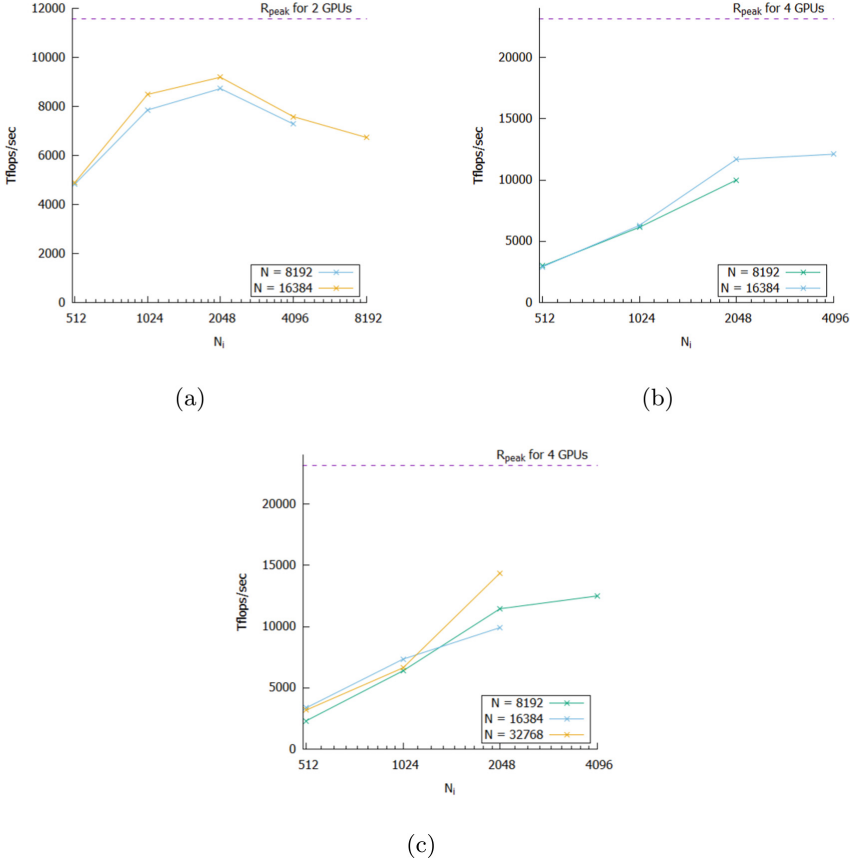 R_peak for 2 GPUs
12000
10000
8000
6000
4000
2000
0
Tflops/sec
N = 8192
N = 16384
512 1024 2048 4096 8192
N_i
(a)
R_peak for 4 GPUs
20000
15000
10000
5000
0
Tflops/sec
N = 8192
N = 16384
512 1024 2048 4096
N_i
(b)
R_peak for 4 GPUs
20000
15000
10000
5000
0
Tflops/sec
N = 8192
N = 16384
N = 32768
512 1024 2048 4096
N_i
(c)